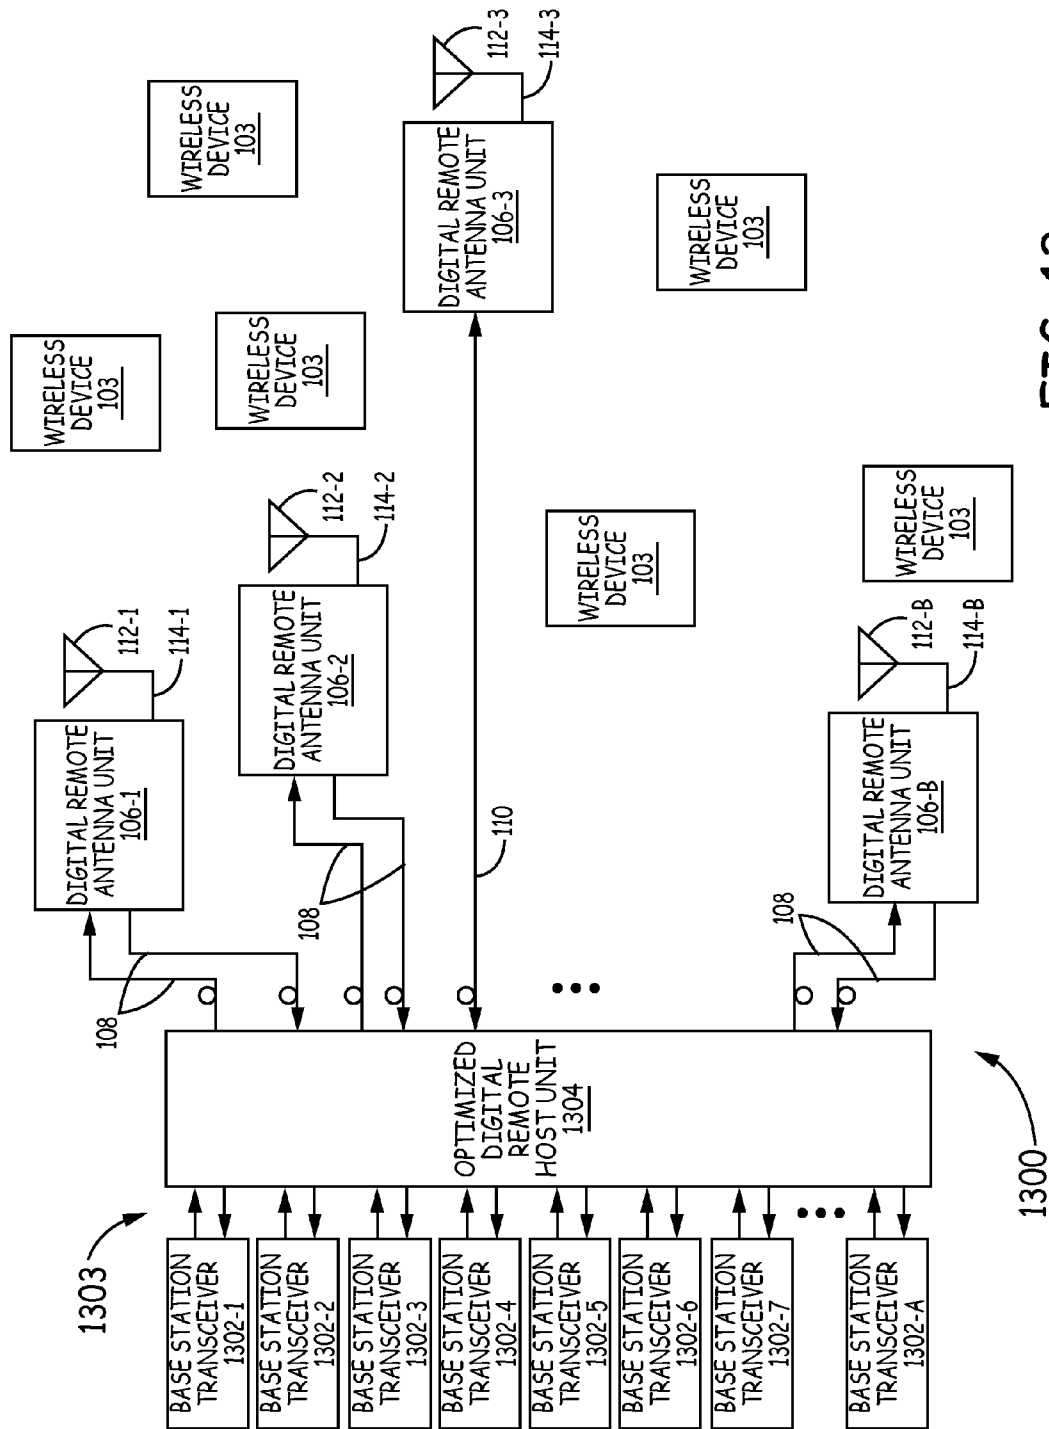 1303
BASE STATION
TRANSCEIVER
1302-1
BASE STATION
TRANSCEIVER
1302-2
BASE STATION
TRANSCEIVER
1302-3
BASE STATION
TRANSCEIVER
1302-4
BASE STATION
TRANSCEIVER
1302-5
BASE STATION
TRANSCEIVER
1302-6
BASE STATION
TRANSCEIVER
1302-7
BASE STATION
TRANSCEIVER
1302-A
OPTIMIZED
DIGITAL
REMOTE
HOST UNIT
1304
1300
108
DIGITAL REMOTE
ANTENNA UNIT
106-1
112-1
114-1
108
DIGITAL REMOTE
ANTENNA UNIT
106-2
112-2
114-2
110
DIGITAL REMOTE
ANTENNA UNIT
106-3
112-3
114-3
108
DIGITAL REMOTE
ANTENNA UNIT
106-B
112-B
114-B
WIRELESS
DEVICE
103
WIRELESS
DEVICE
103
WIRELESS
DEVICE
103
WIRELESS
DEVICE
103
WIRELESS
DEVICE
103
WIRELESS
DEVICE
103